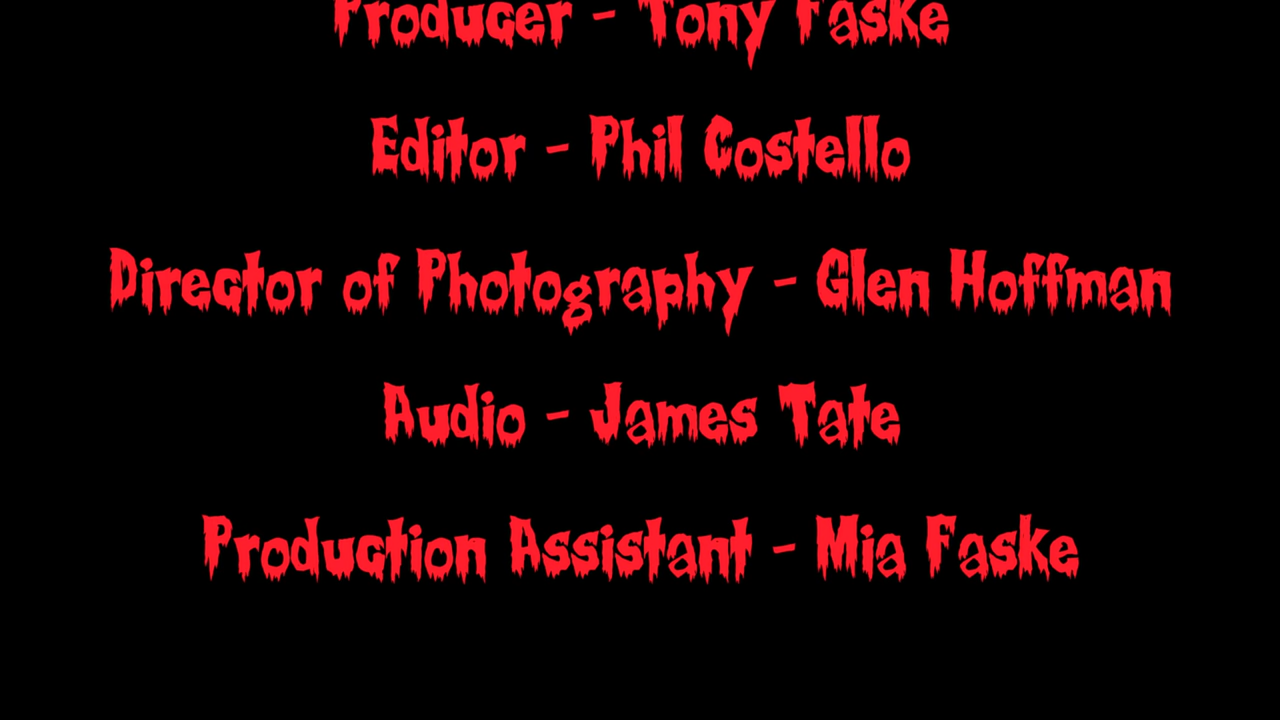 Producer - Tony Faske
Editor - Phil Costello
Director of Photography - Glen Hoffman
Audio - James Tate
Production Assistant - Mia Faske